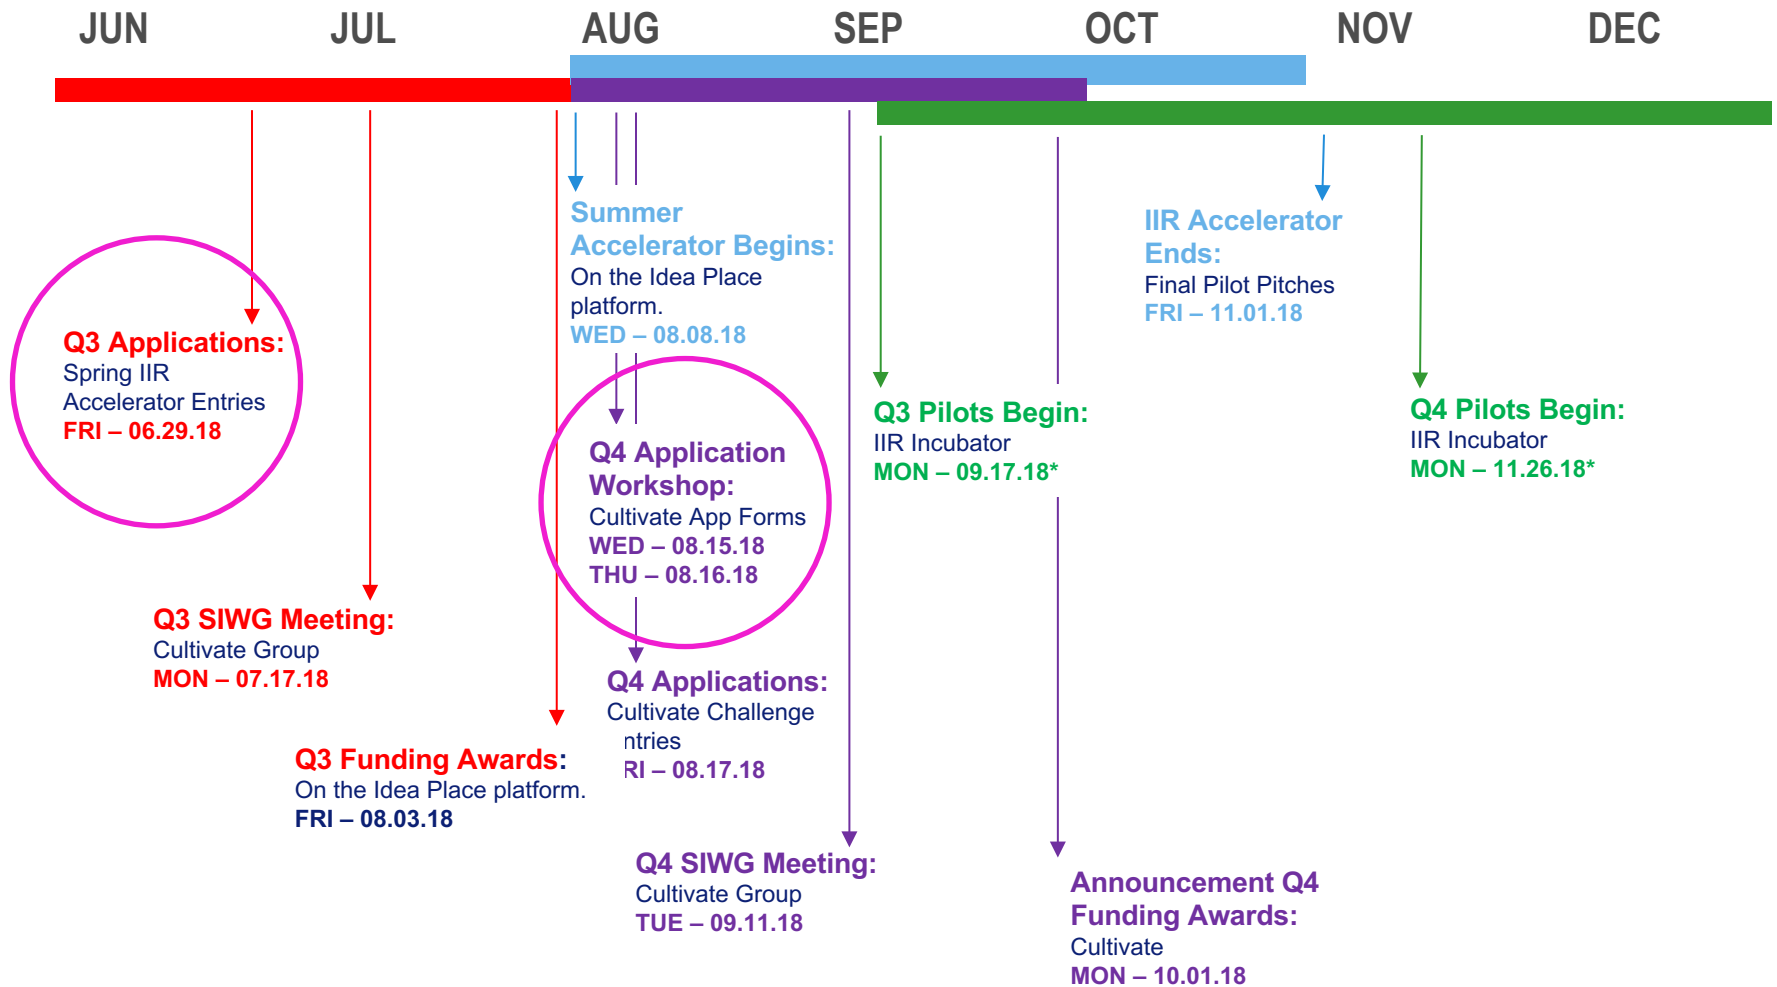 JUN JUL AUG SEP OCT NOV DEC
Summer
Accelerator Begins:
On the Idea Place
platform.
WED – 08.08.18
IIR Accelerator
Ends:
Final Pilot Pitches
FRI – 11.01.18
Q3 Applications:
Spring IIR
Accelerator Entries
FRI – 06.29.18
Q3 Pilots Begin:
IIR Incubator
MON – 09.17.18*
Q4 Pilots Begin:
IIR Incubator
MON – 11.26.18*
Q4 Application
Workshop:
Cultivate App Forms
WED – 08.15.18
THU – 08.16.18
Q3 SIWG Meeting:
Cultivate Group
MON – 07.17.18
Q4 Applications:
Cultivate Challenge
ntries
RI – 08.17.18
Q3 Funding Awards:
On the Idea Place platform.
FRI – 08.03.18
Q4 SIWG Meeting:
Cultivate Group
TUE – 09.11.18
Announcement Q4
Funding Awards:
Cultivate
MON – 10.01.18